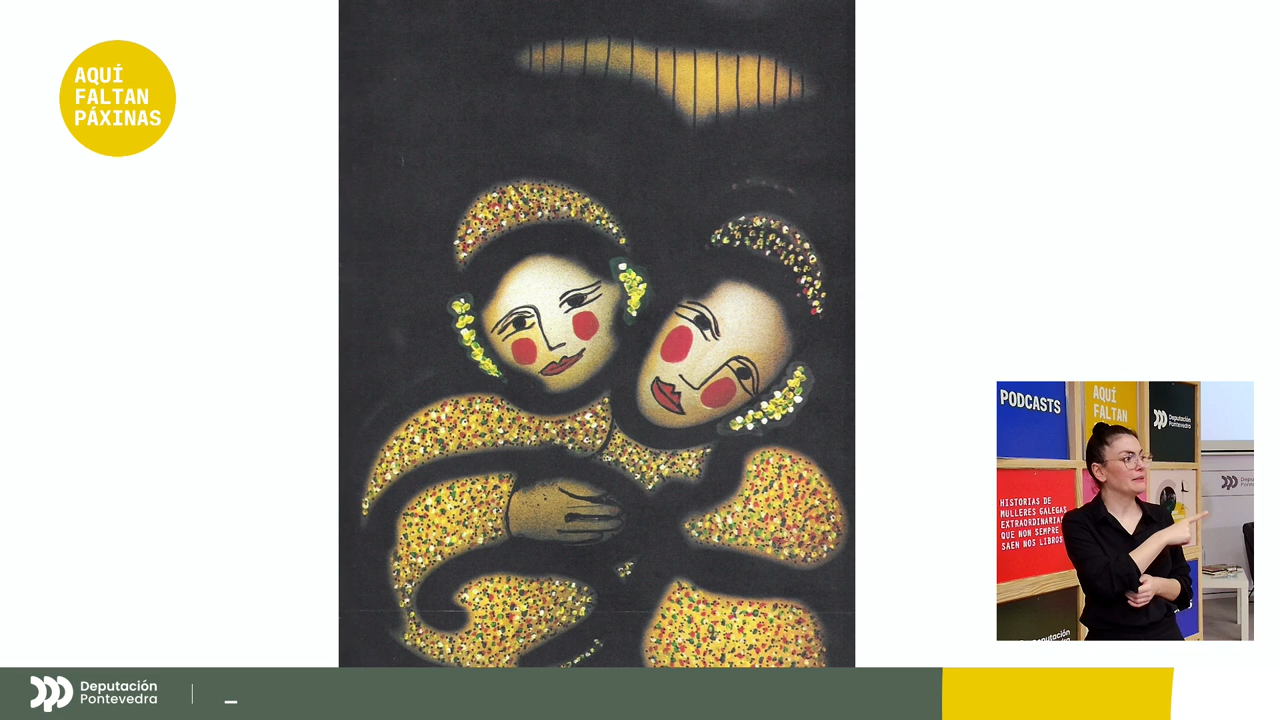 AQUÍ
FALTAN
PÁXINAS
PODCASTS
AQUÍ
FALTAN
Deputación
Pontevedra
HISTORIAS DE
MULLERES GALEGAS
EXTRAORDINARIAS
QUE NON SEMPRE
SAEN NOS LIBROS
Deputación
Pontevedra